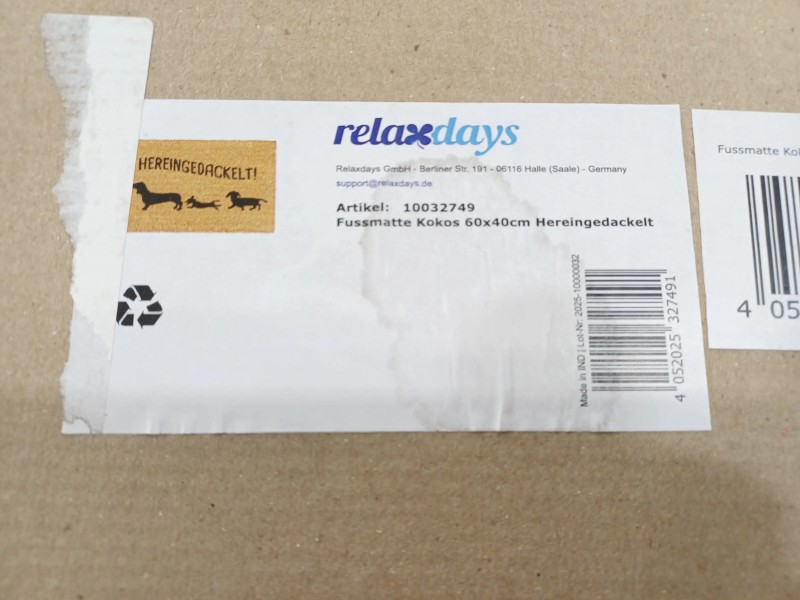 HEREINGEDACKELT!
relaxdays
Relaxdays GmbH - Berliner Str. 191 - 06116 Halle (Saale) - Germany
support@relaxdays.de
Artikel: 10032749
Fussmatte Kokos 60x40cm Hereingedackelt
Made in IND | Lot-Nr: 2025-10000032
4 052025 327491
Fussmatte
4 05